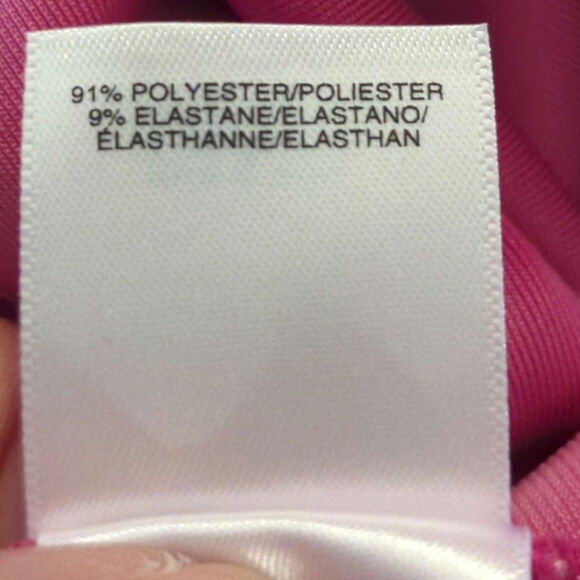 91% POLYESTER/POLIESTER
9% ELASTANE/ELASTANO/
ÉLASTHANNE/ELASTHAN